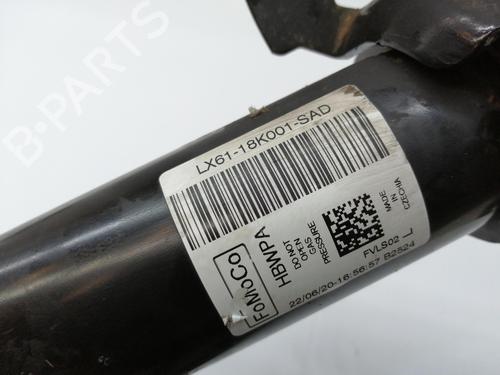 B-PARTS
LX61-18K001-SAD
FoMoCo
HBWPA
DO NOT
OPEN
GAS
PRESSURE
MADE
IN
CZECHIA
FVLS02 L
22/06/20-16:56:57 B2524